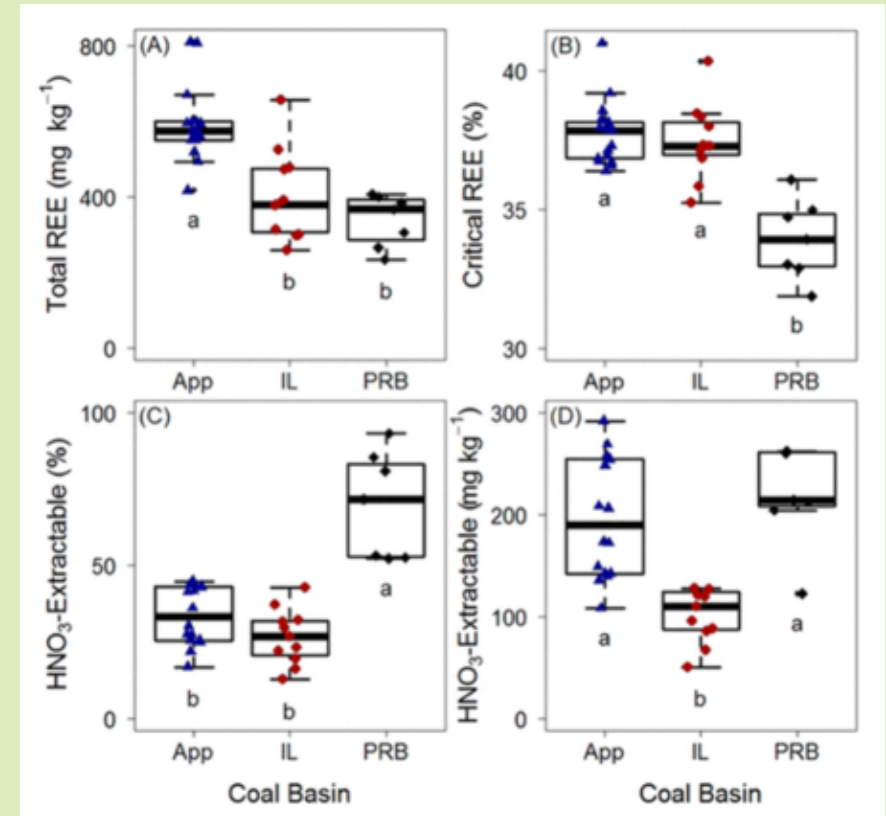 (A)
Total REE (mg kg⁻¹)
800
400
0
a
b
b
App IL PRB
(B)
Critical REE (%)
40
35
30
a
a
b
App IL PRB
(C)
HNO₃-Extractable (%)
100
50
0
b
b
a
App IL PRB
Coal Basin
(D)
HNO₃-Extractable (mg kg⁻¹)
300
200
100
0
a
b
a
App IL PRB
Coal Basin